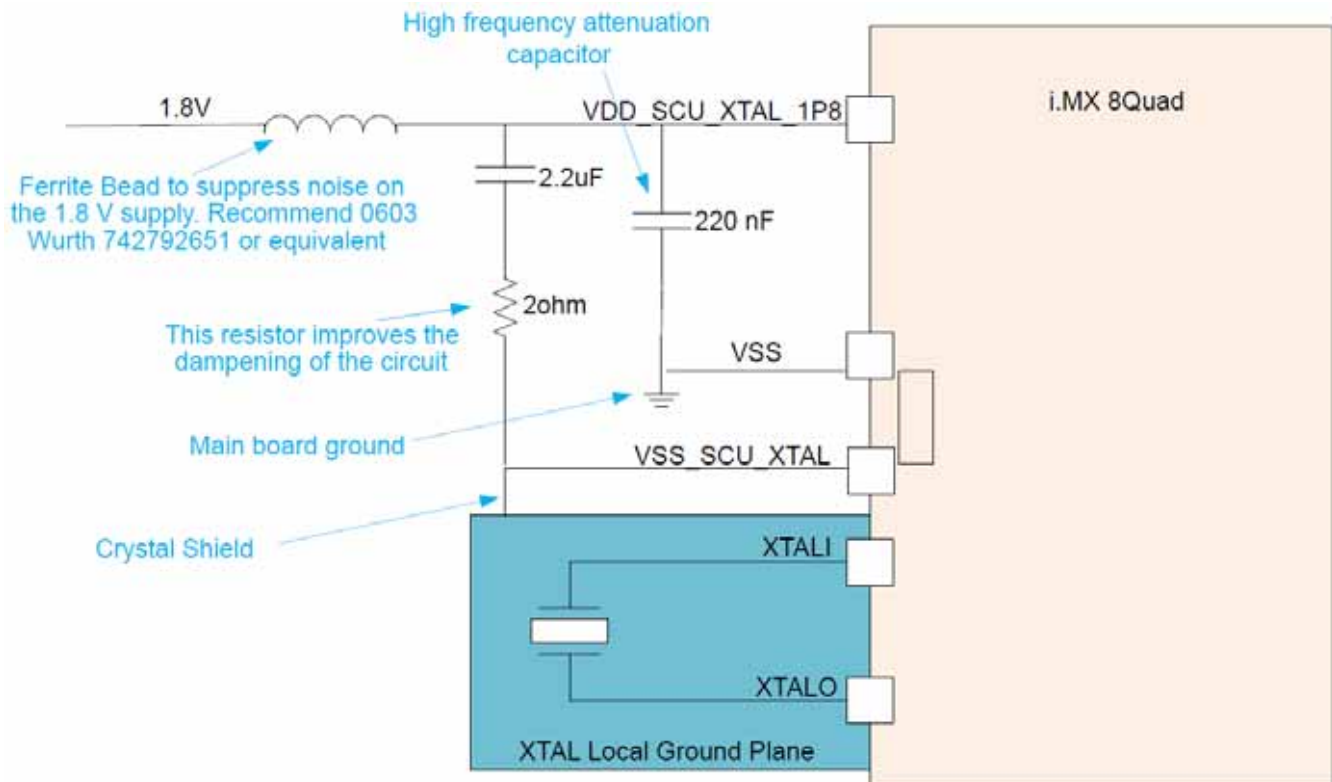 High frequency attenuation
capacitor
1.8V
VDD_SCU_XTAL_1P8
i.MX 8Quad
Ferrite Bead to suppress noise on
the 1.8 V supply. Recommend 0603
Wurth 742792651 or equivalent
2.2uF
220 nF
2ohm
This resistor improves the
dampening of the circuit
VSS
Main board ground
VSS_SCU_XTAL
Crystal Shield
XTALI
XTALO
XTAL Local Ground Plane